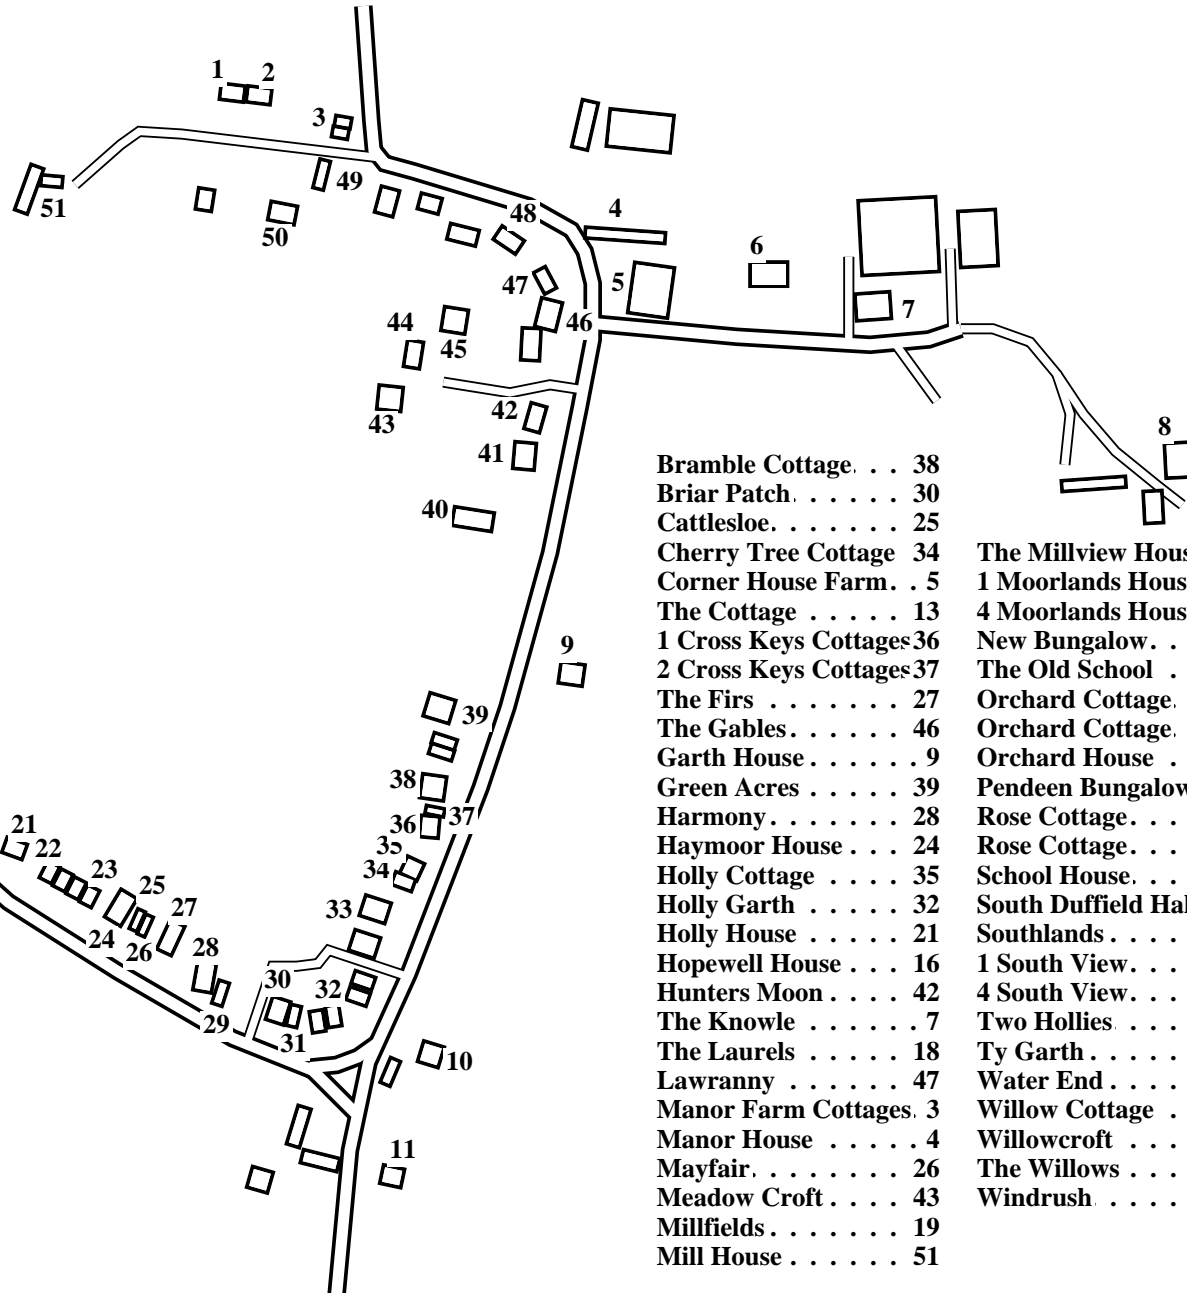 1 2
3
49
51
50
48
4
6
5
47
7
46
44
45
42
43
41
8
40
9
39
38
37
36
35
34
33
21
22
23
25
27
24
26
28
30
32
29
31
10
11
Bramble Cottage. . . 38
Briar Patch. . . . . . 30
Cattlesloe. . . . . . . 25
Cherry Tree Cottage 34
Corner House Farm. . 5
The Cottage . . . . . 13
1 Cross Keys Cottages 36
2 Cross Keys Cottages 37
The Firs . . . . . . . 27
The Gables. . . . . . 46
Garth House. . . . . . 9
Green Acres . . . . . 39
Harmony. . . . . . . 28
Haymoor House . . . 24
Holly Cottage . . . . 35
Holly Garth . . . . . 32
Holly House . . . . . 21
Hopewell House . . . 16
Hunters Moon . . . . 42
The Knowle . . . . . . 7
The Laurels . . . . . 18
Lawranny . . . . . . 47
Manor Farm Cottages. 3
Manor House . . . . . 4
Mayfair. . . . . . . . 26
Meadow Croft . . . . 43
Millfields. . . . . . . 19
Mill House . . . . . . 51
The Millview Hous
1 Moorlands Hous
4 Moorlands Hous
New Bungalow. .
The Old School .
Orchard Cottage.
Orchard Cottage.
Orchard House .
Pendeen Bungalow
Rose Cottage. . .
Rose Cottage. . .
School House. . .
South Duffield Hal
Southlands . . . .
1 South View. . .
4 South View. . .
Two Hollies. . . .
Ty Garth . . . . .
Water End . . . .
Willow Cottage .
Willowcroft . . .
The Willows . . .
Windrush. . . . .